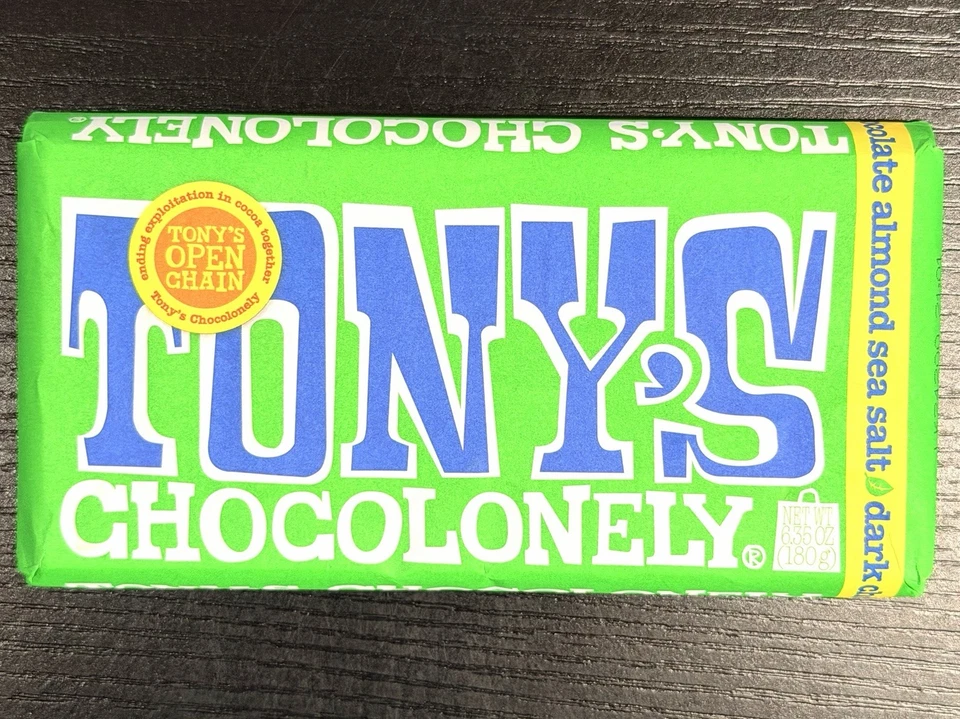 TONY'S CHOCOLONELY®
ending exploitation in cocoa together
TONY'S
OPEN
CHAIN
Tony's Chocolonely
TONY'S
CHOCOLONELY®
NET WT
6.35 OZ
(180g)
almond sea salt dark